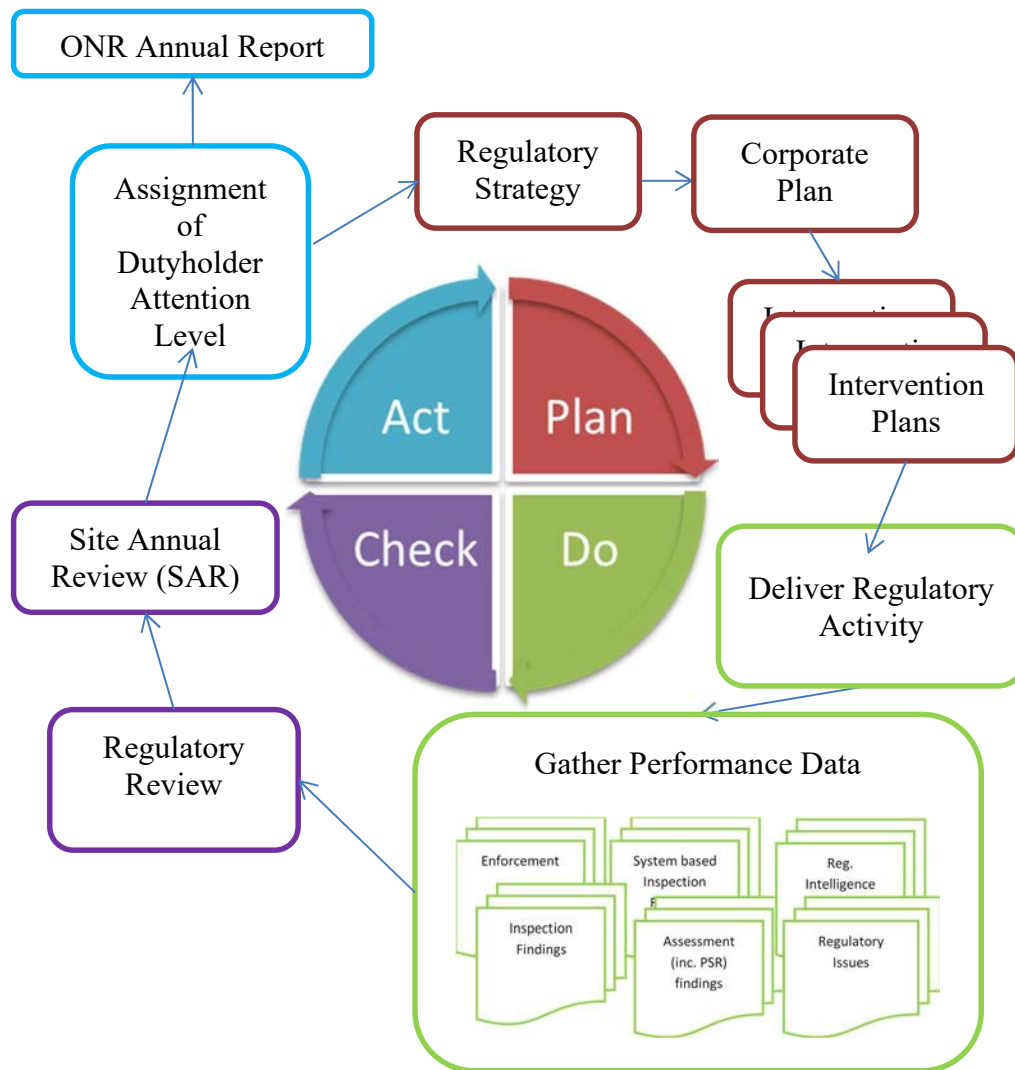 ONR Annual Report
Assignment
of
Dutyholder
Attention
Level
Regulatory
Strategy
Corporate
Plan
Intervention
Plans
Act
Plan
Check
Do
Site Annual
Review (SAR)
Deliver Regulatory
Activity
Regulatory
Review
Gather Performance Data
Enforcement
System based
Inspection
Reg.
Intelligence
Inspection
Findings
Assessment
(inc. PSR)
findings
Regulatory
Issues